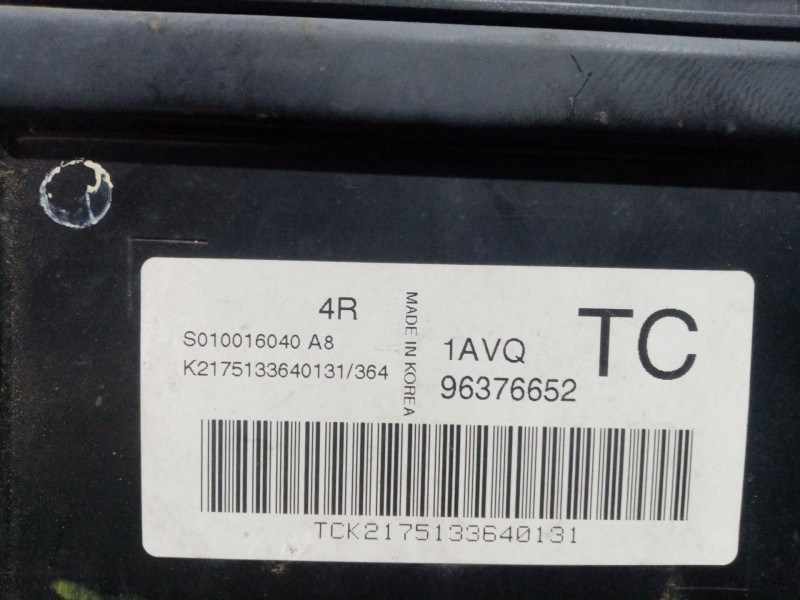 4R
S010016040 A8
K2175133640131/364
MADE IN KOREA
1AVQ
96376652
TC
TCK2175133640131